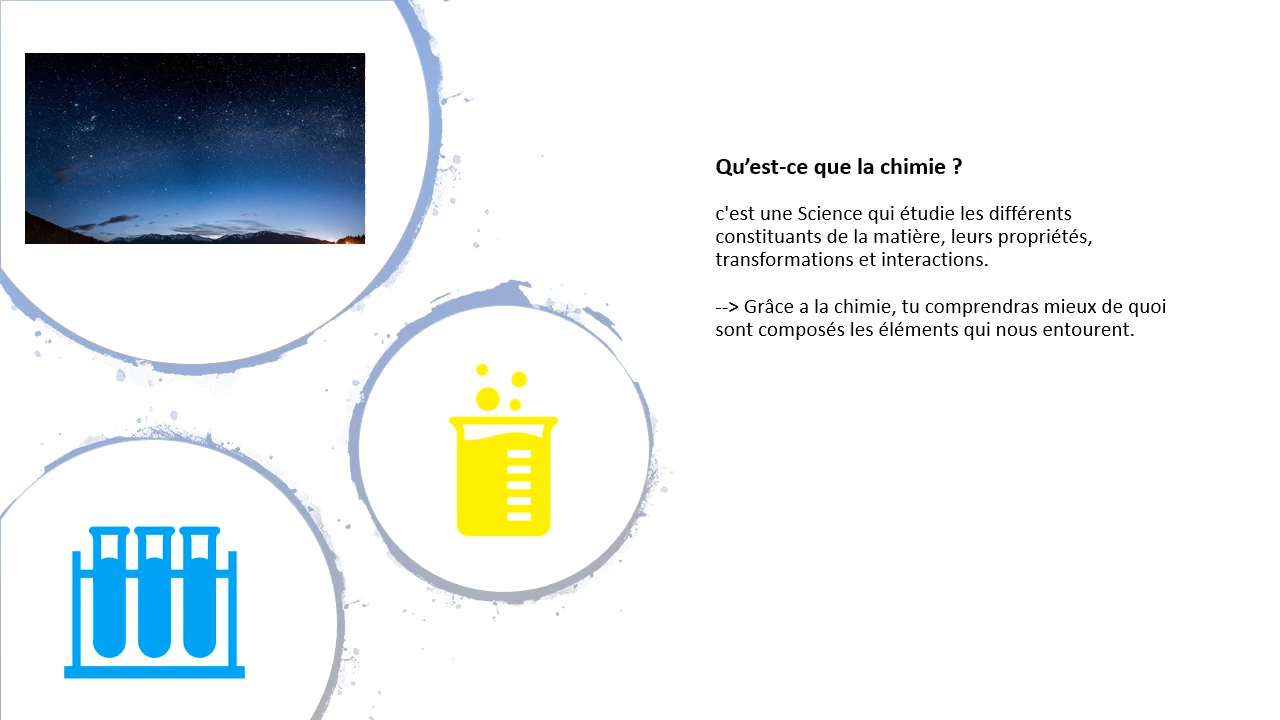 Qu’est-ce que la chimie ?
c'est une Science qui étudie les différents
constituants de la matière, leurs propriétés,
transformations et interactions.
--> Grâce a la chimie, tu comprendras mieux de quoi
sont composés les éléments qui nous entourent.